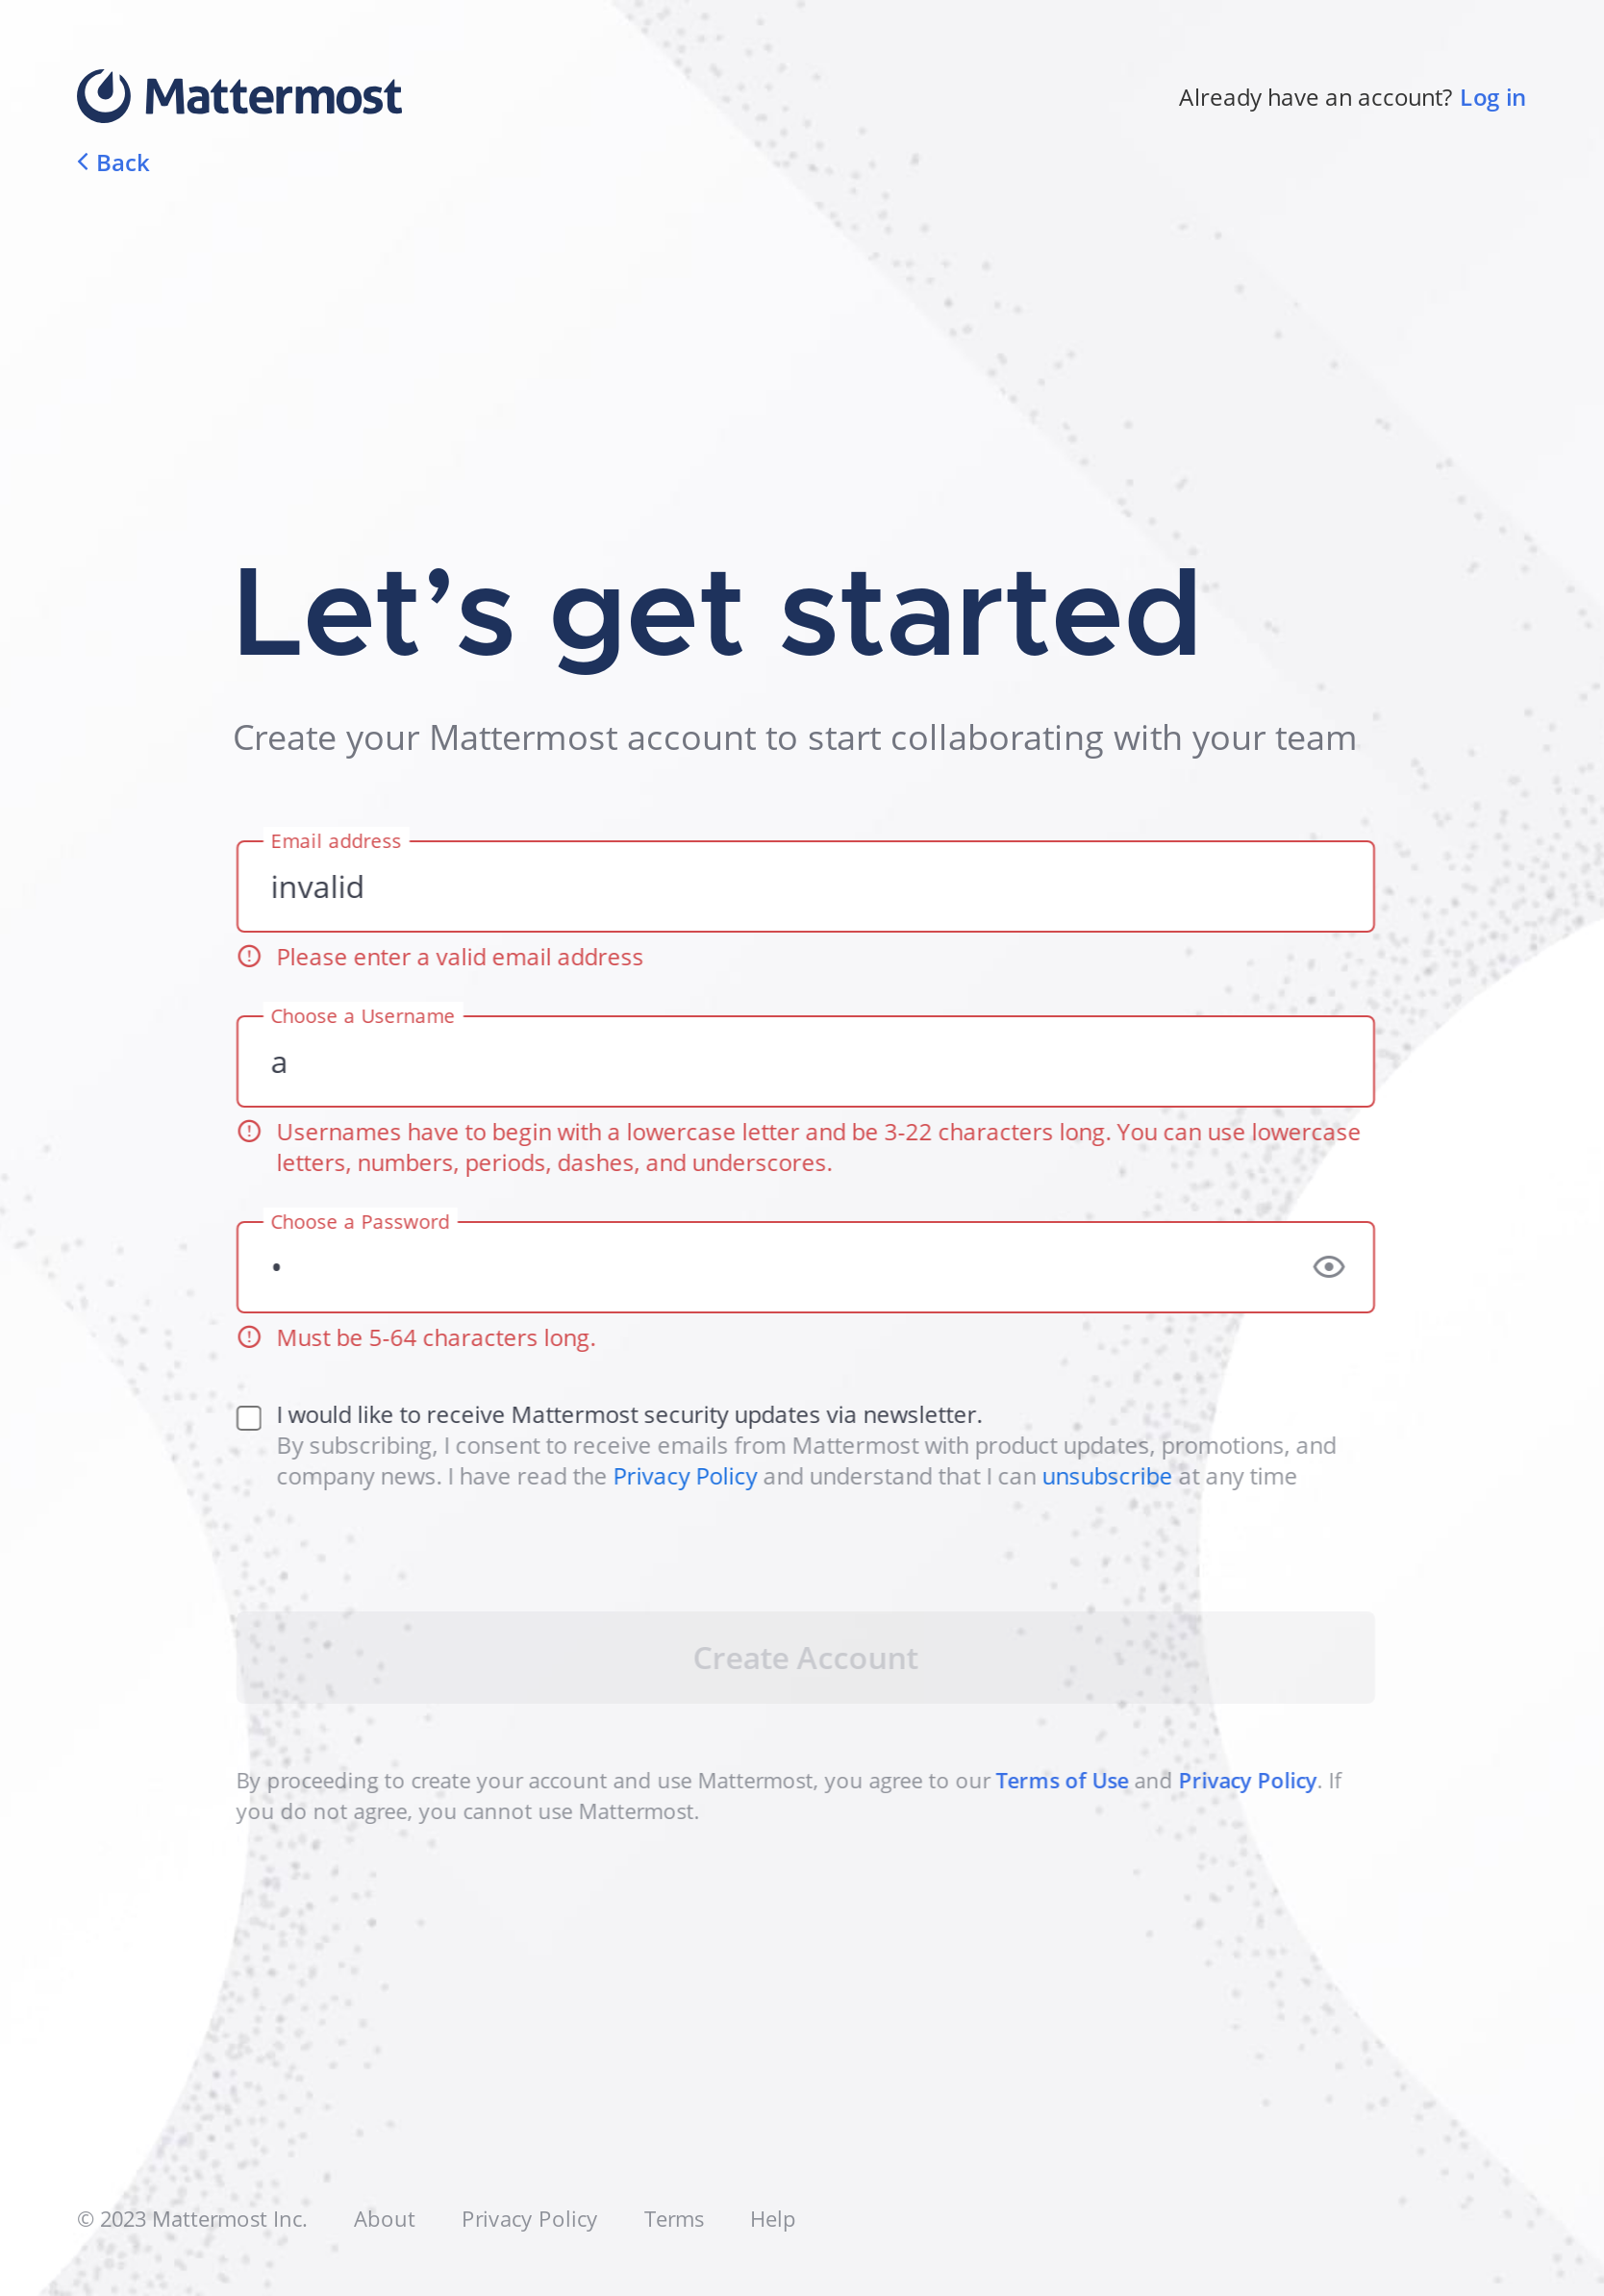 Mattermost
Already have an account? Log in
Back
Let’s get started
Create your Mattermost account to start collaborating with your team
Email address
invalid
Please enter a valid email address
Choose a Username
a
Usernames have to begin with a lowercase letter and be 3-22 characters long. You can use lowercase
letters, numbers, periods, dashes, and underscores.
Choose a Password
•
Must be 5-64 characters long.
I would like to receive Mattermost security updates via newsletter.
By subscribing, I consent to receive emails from Mattermost with product updates, promotions, and
company news. I have read the Privacy Policy and understand that I can unsubscribe at any time
Create Account
By proceeding to create your account and use Mattermost, you agree to our Terms of Use and Privacy Policy. If
you do not agree, you cannot use Mattermost.
© 2023 Mattermost Inc. About Privacy Policy Terms Help